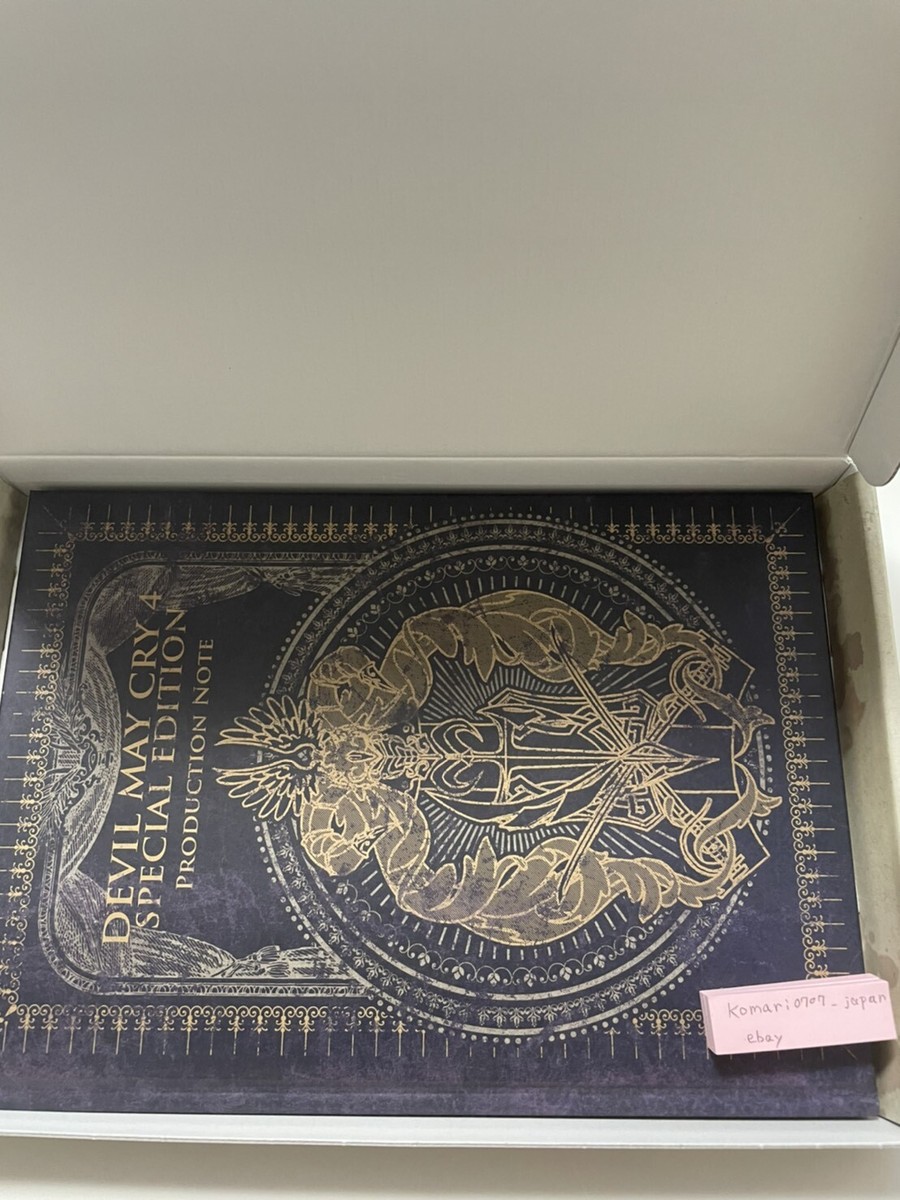 DEVIL MAY CRY 4
SPECIAL EDITION
PRODUCTION NOTE
Komari0707_japan
ebay